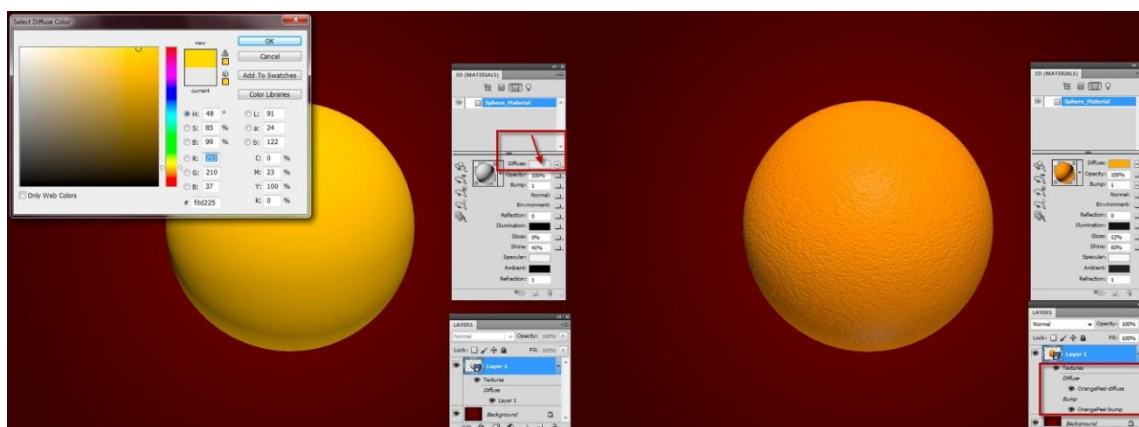 Select Diffuse Color
new
current
OK
Cancel
Add To Swatches
Color Libraries
H: 48 °
S: 85 %
B: 99 %
R: 253
G: 210
B: 37
L: 91
a: 24
b: 122
C: 0 %
M: 23 %
Y: 100 %
K: 0 %
# fdd225
Only Web Colors
3D {MATERIALS}
Sphere_Material
Diffuse:
Opacity: 100%
Bump: 1
Normal:
Environment:
Reflection: 0
Illumination:
Gloss: 0%
Shine: 41%
Specular:
Ambient:
Refraction: 1
LAYERS
Normal Opacity: 100%
Lock: Fill: 100%
Layer 1
Textures
Diffuse
Layer 1
Background
3D {MATERIALS}
Sphere_Material
Diffuse:
Opacity: 100%
Bump: 1
Normal:
Environment:
Reflection: 0
Illumination:
Gloss: 12%
Shine: 60%
Specular:
Ambient:
Refraction: 1
LAYERS
Normal Opacity: 100%
Lock: Fill: 100%
Layer 1
Textures
Diffuse
OrangePeel-diffuse
Bump
OrangePeel-bump
Background